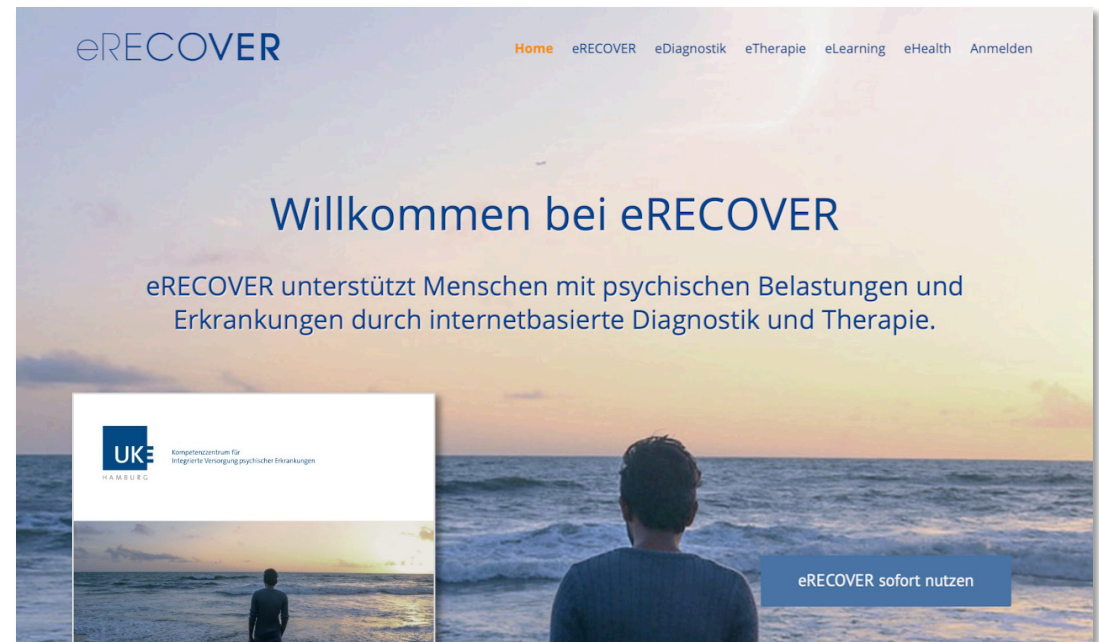 eRECOVER
Home eRECOVER eDiagnostik eTherapie eLearning eHealth Anmelden
Willkommen bei eRECOVER
eRECOVER unterstützt Menschen mit psychischen Belastungen und
Erkrankungen durch internetbasierte Diagnostik und Therapie.
UKE
HAMBURG
Kompetenzzentrum für
Integrierte Versorgung psychischer Erkrankungen
eRECOVER sofort nutzen